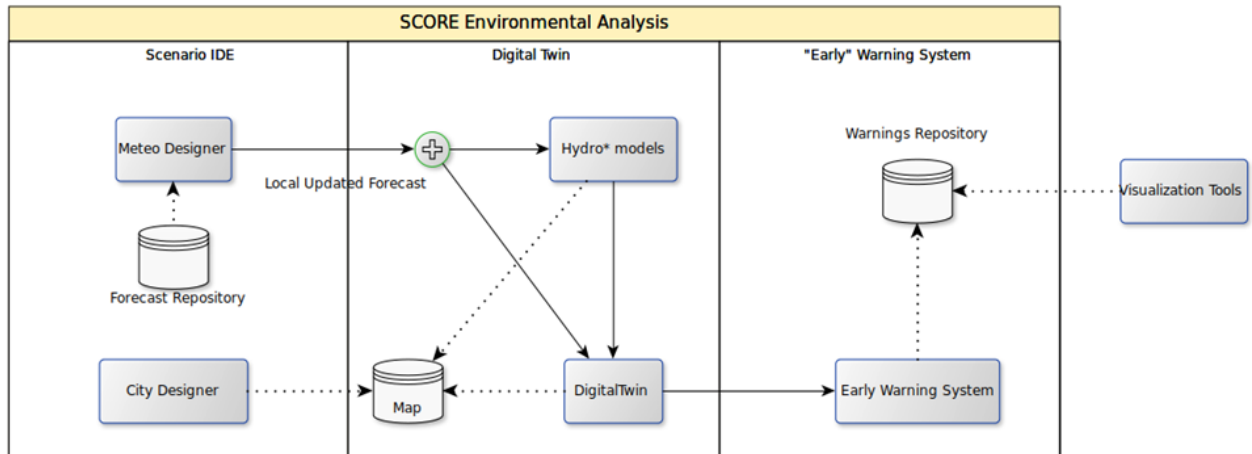 SCORE Environmental Analysis
Scenario IDE
Digital Twin
"Early" Warning System
Meteo Designer
Local Updated Forecast
Hydro* models
Warnings Repository
Visualization Tools
Forecast Repository
City Designer
Map
DigitalTwin
Early Warning System